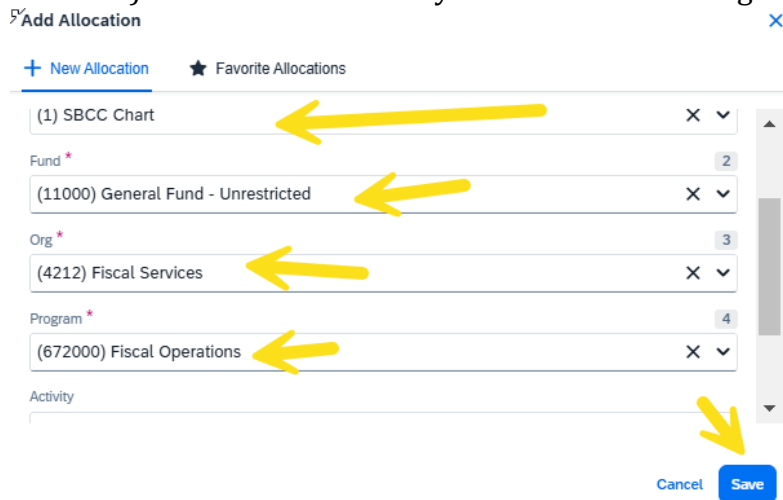 Add Allocation
New Allocation Favorite Allocations
(1) SBCC Chart
Fund * 2
(11000) General Fund - Unrestricted
Org * 3
(4212) Fiscal Services
Program * 4
(672000) Fiscal Operations
Activity
Cancel Save